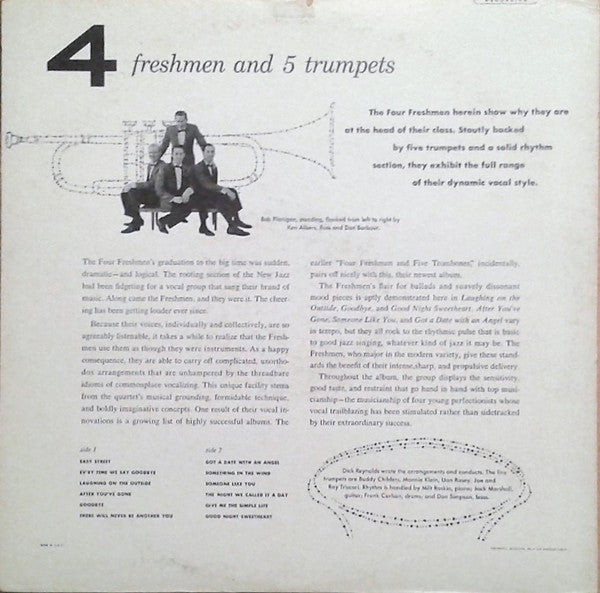 4 freshmen and 5 trumpets
The Four Freshmen herein show why they are
at the head of their class. Stoutly backed
by five trumpets and a solid rhythm
section, they exhibit the full range
of their dynamic vocal style.
Bob Flanigan, standing, flanked from left to right by
Ken Albers, Ross and Don Barbour.
The Four Freshmen's graduation to the big time was sudden,
dramatic—and logical. The rooting section of the New Jazz
had been fidgeting for a vocal group that sang their brand of
music. Along came the Freshmen, and they were it. The cheer-
ing has been getting louder ever since.
Because their voices, individually and collectively, are so
agreeably listenable, it takes a while to realize that the Fresh-
men use them as though they were instruments. As a happy
consequence, they are able to carry off complicated, unortho-
dox arrangements that are unhampered by the threadbare
idioms of commonplace vocalizing. This unique facility stems
from the quartet's musical grounding, formidable technique,
and boldly imaginative concepts. One result of their vocal in-
novations is a growing list of highly successful albums. The
earlier "Four Freshman and Five Trombones," incidentally,
pairs off nicely with this, their newest album.
The Freshmen's flair for ballads and suavely dissonant
mood pieces is aptly demonstrated here in Laughing on the
Outside, Goodbye, and Good Night Sweetheart. After You've
Gone, Someone Like You, and Got a Date with an Angel vary
in tempo, but they all rock to the rhythmic pulse that is basic
to good jazz singing, whatever kind of jazz it may be. The
Freshmen, who major in the modern variety, give these stand-
ards the benefit of their intense, sharp, and propulsive delivery.
Throughout the album, the group displays the sensitivity,
good taste, and restraint that go hand in hand with top musi-
cianship—the musicianship of four young perfectionists whose
vocal trailblazing has been stimulated rather than sidetracked
by their extraordinary success.
side 1
EASY STREET
EV'RY TIME WE SAY GOODBYE
LAUGHING ON THE OUTSIDE
AFTER YOU'VE GONE
GOODBYE
THERE WILL NEVER BE ANOTHER YOU
side 2
GOT A DATE WITH AN ANGEL
SOMETHING IN THE WIND
SOMEONE LIKE YOU
THE NIGHT WE CALLED IT A DAY
GIVE ME THE SIMPLE LIFE
GOOD NIGHT SWEETHEART
Dick Reynolds wrote the arrangements and conducts. The five
trumpets are Buddy Childers, Mannie Klein, Don Rasey, Joe and
Ray Triscari. Rhythm is handled by Milt Raskin, piano; Jack Marshall,
guitar; Frank Carlson, drums; and Don Simpson, bass.